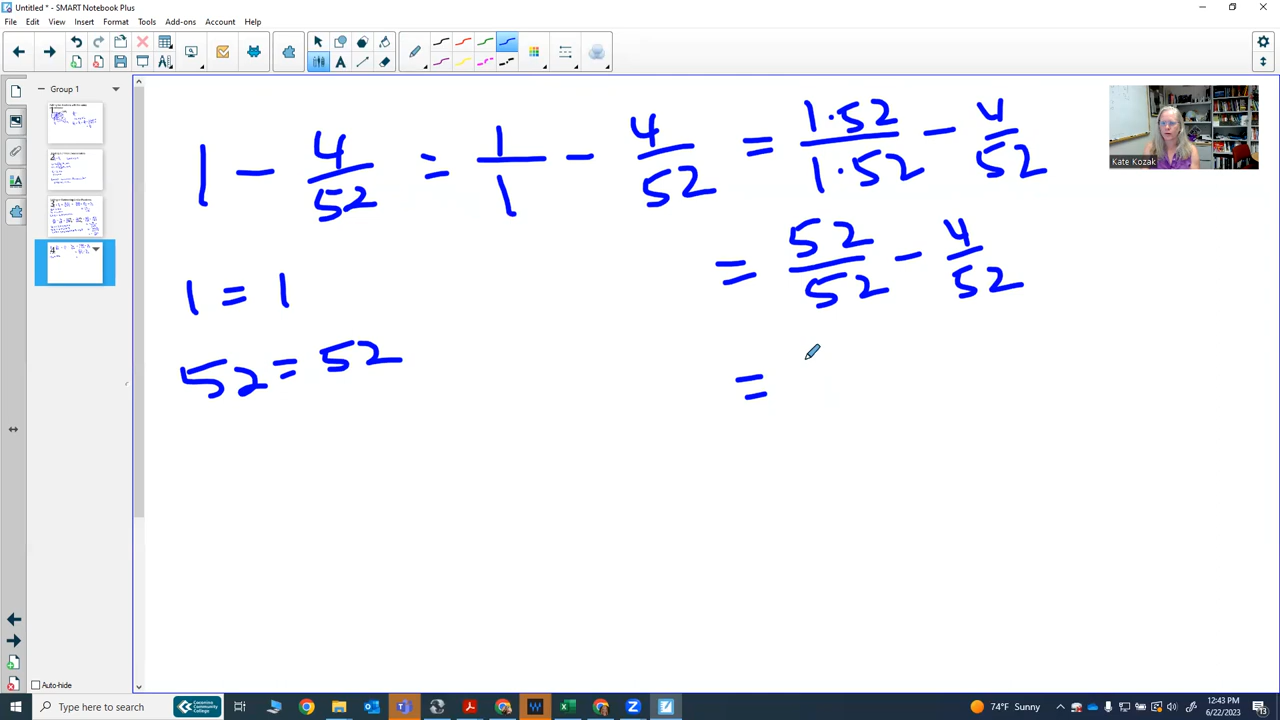 Untitled * - SMART Notebook Plus
File Edit View Insert Format Tools Add-ons Account Help
Group 1
1 - 4/52 = 1/1 - 4/52 = 1·52/1·52 - 4/52
= 52/52 - 4/52
1 = 1
52 = 52
=
Kate Kozak
Auto-hide
Type here to search
74°F Sunny
12:43 PM
6/22/2023